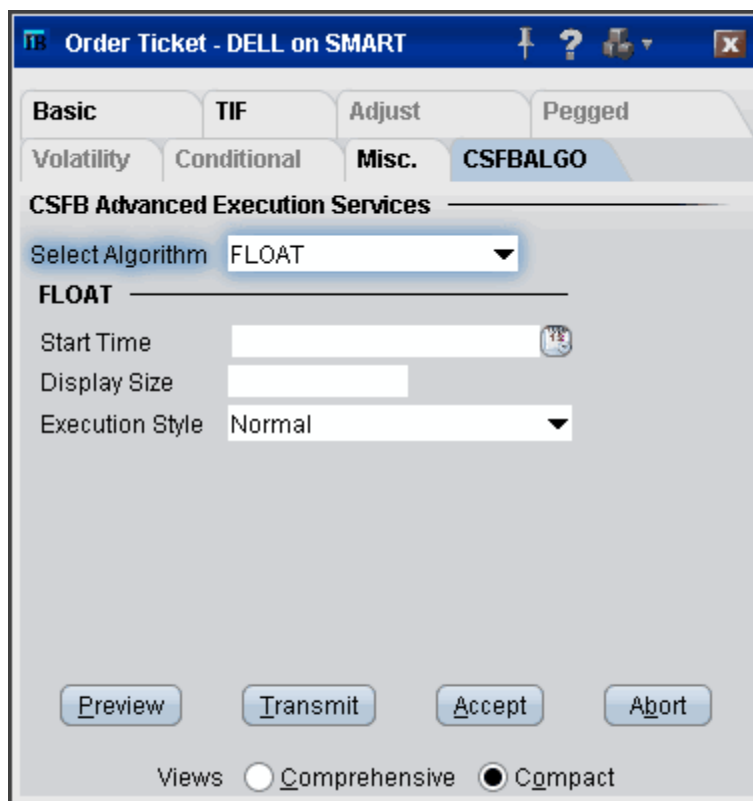 Order Ticket - DELL on SMART
Basic TIF Adjust Pegged
Volatility Conditional Misc. CSFBALGO
CSFB Advanced Execution Services
Select Algorithm FLOAT
FLOAT
Start Time
Display Size
Execution Style Normal
Preview Transmit Accept Abort
Views Comprehensive Compact